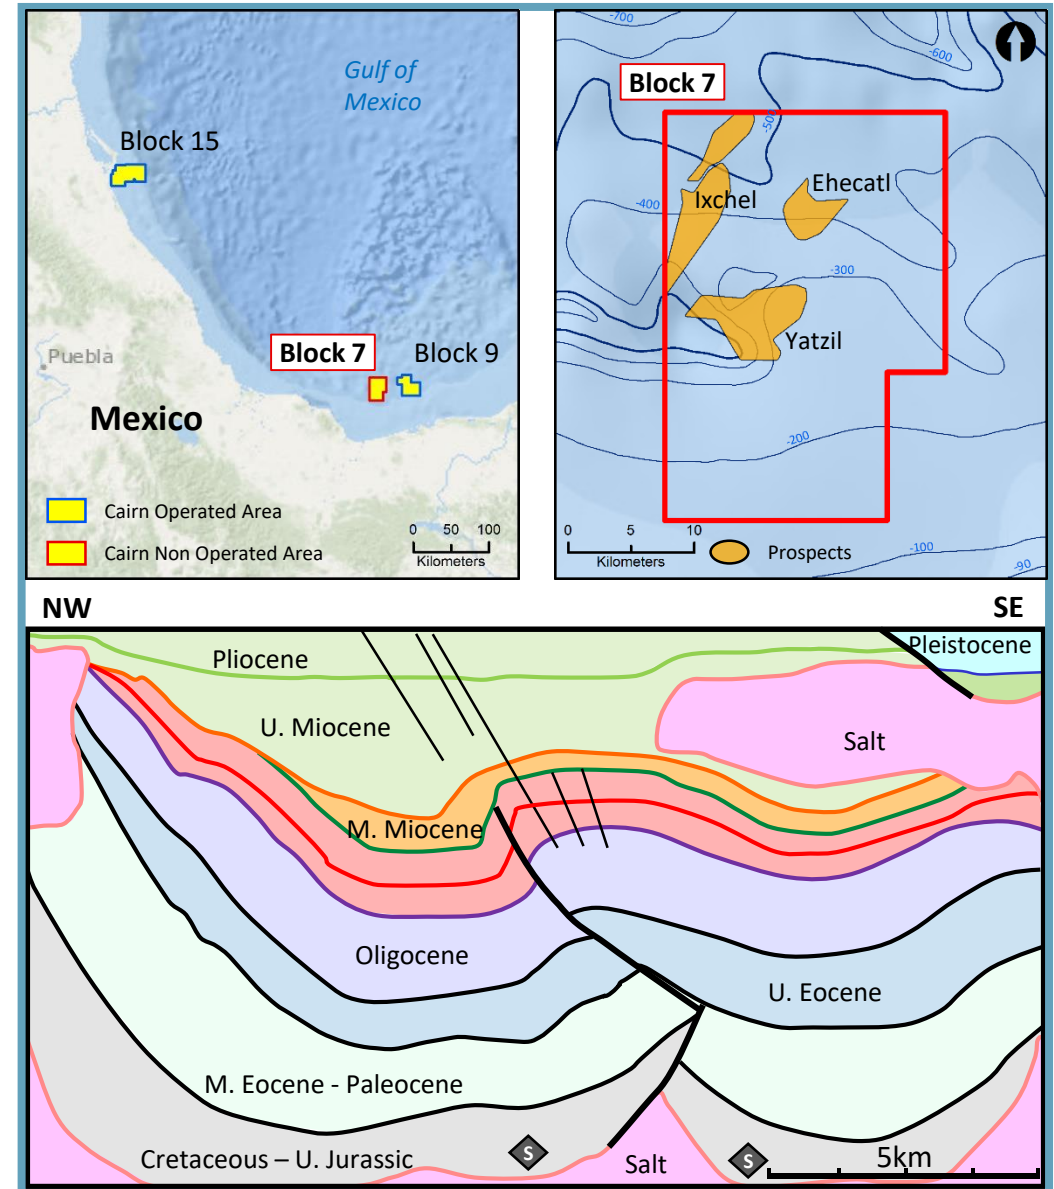 Gulf of
Mexico
Block 15
Block 7
Block 9
Puebla
Mexico
Cairn Operated Area
Cairn Non Operated Area
0 50 100
Kilometers
-700
-600
Block 7
-500
Ehecatl
Ixchel
-400
-300
Yatzil
-200
0 5 10
Kilometers
Prospects
-100
-90
NW
SE
Pleistocene
Pliocene
U. Miocene
Salt
M. Miocene
Oligocene
U. Eocene
M. Eocene - Paleocene
Cretaceous – U. Jurassic
S
Salt
S
5km